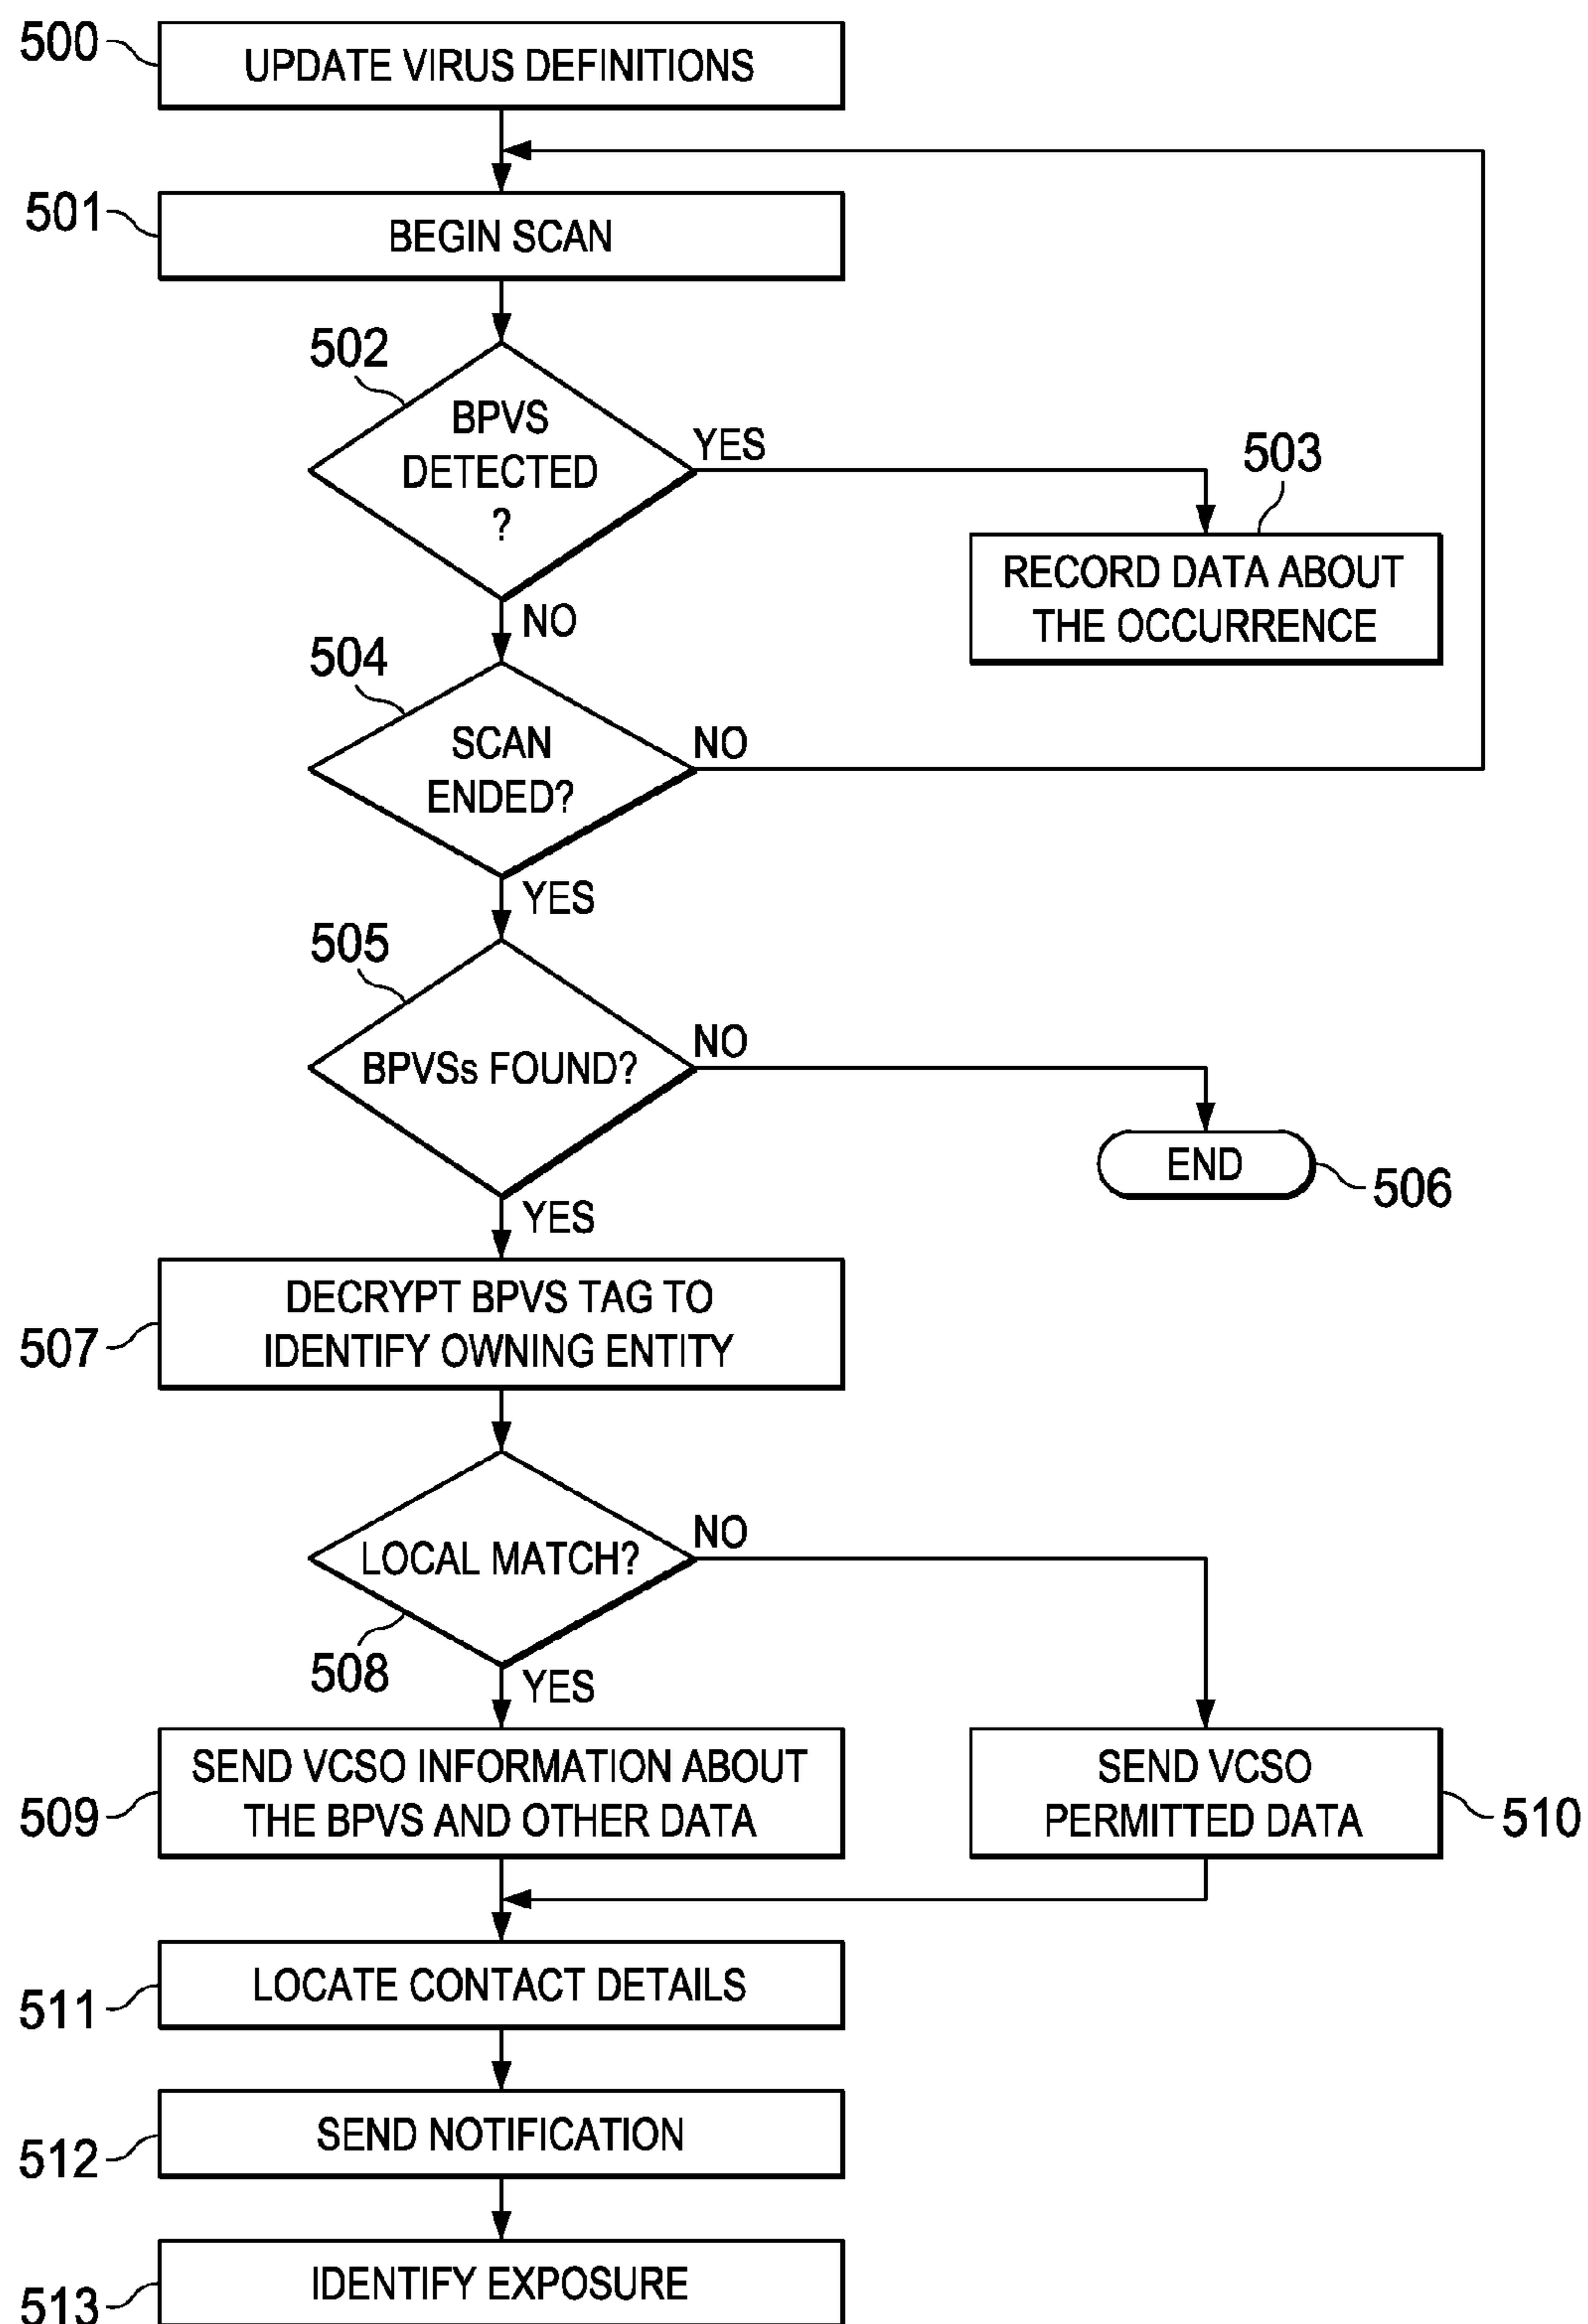 500
UPDATE VIRUS DEFINITIONS
501
BEGIN SCAN
502
BPVS
DETECTED
?
YES
503
RECORD DATA ABOUT
THE OCCURRENCE
NO
504
SCAN
ENDED?
NO
YES
505
BPVSs FOUND?
NO
END
506
YES
507
DECRYPT BPVS TAG TO
IDENTIFY OWNING ENTITY
LOCAL MATCH?
NO
508
YES
509
SEND VCSO INFORMATION ABOUT
THE BPVS AND OTHER DATA
SEND VCSO
PERMITTED DATA
510
511
LOCATE CONTACT DETAILS
512
SEND NOTIFICATION
513
IDENTIFY EXPOSURE